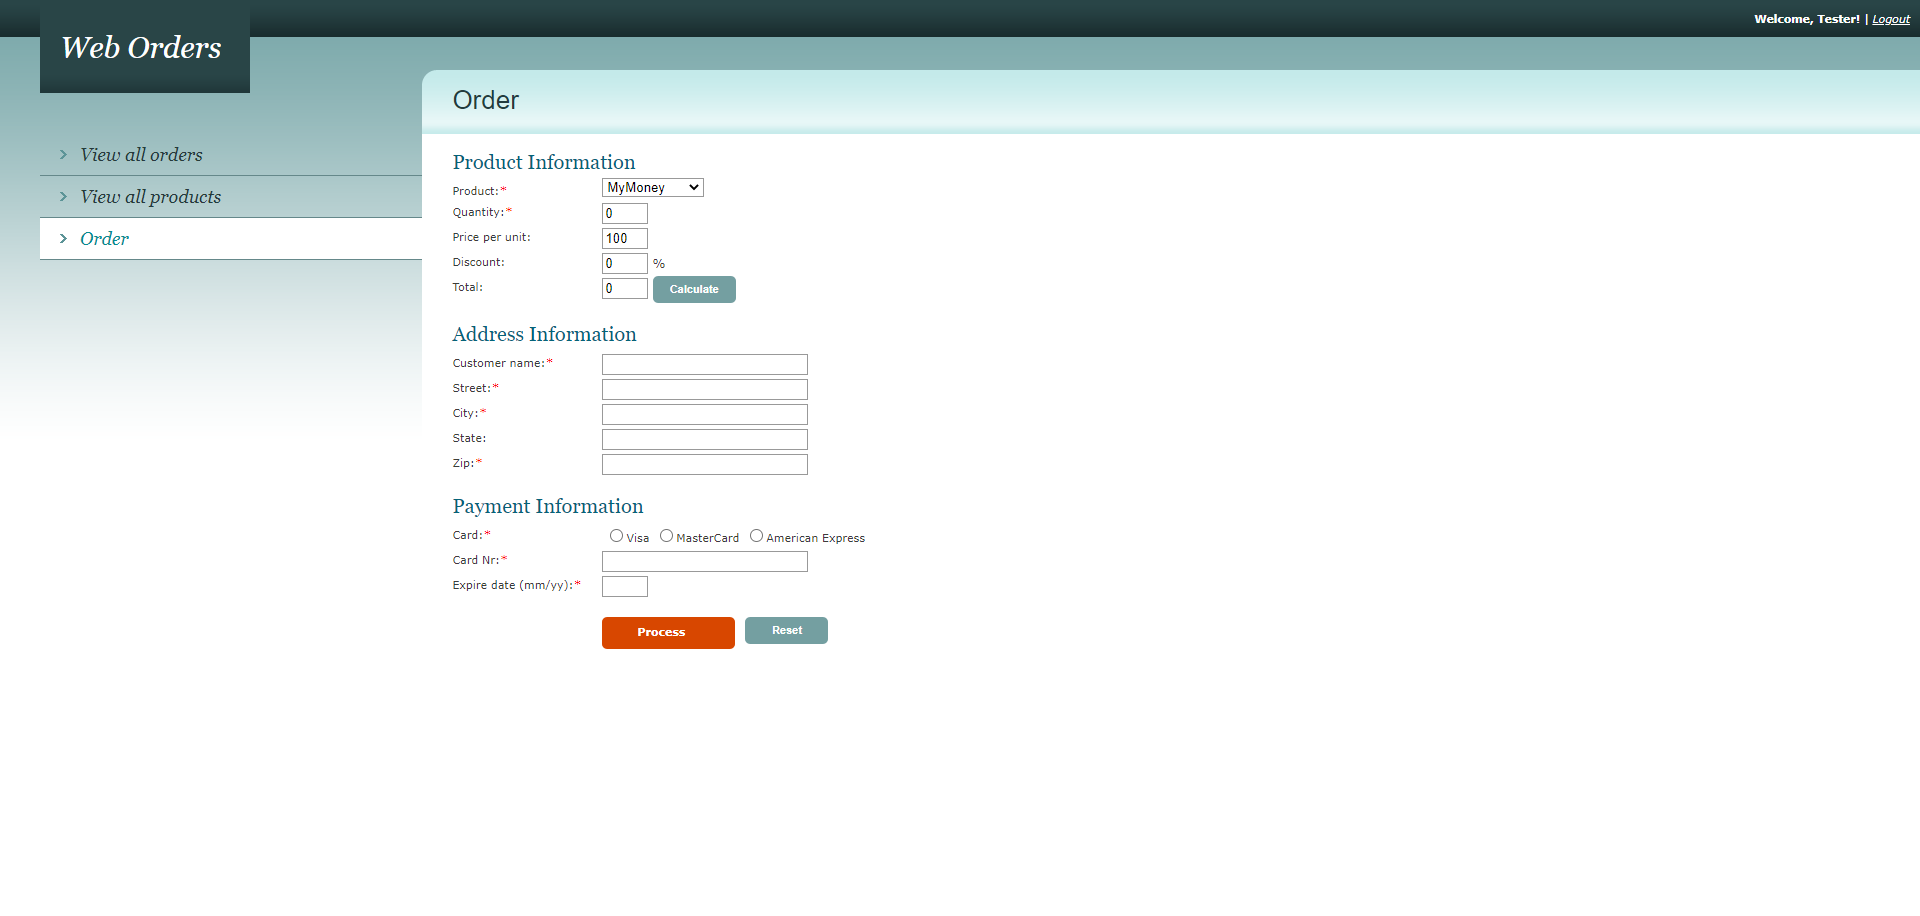 Welcome, Tester! | Logout
Web Orders
Order
View all orders
View all products
Order
Product Information
Product:* MyMoney
Quantity:* 0
Price per unit: 100
Discount: 0 %
Total: 0 Calculate
Address Information
Customer name:*
Street:*
City:*
State:
Zip:*
Payment Information
Card:* Visa MasterCard American Express
Card Nr:*
Expire date (mm/yy):*
Process Reset